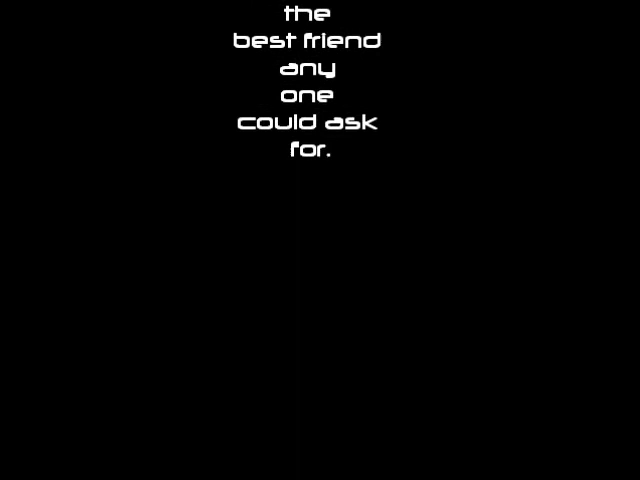 the
best friend
any
one
could ask
for.